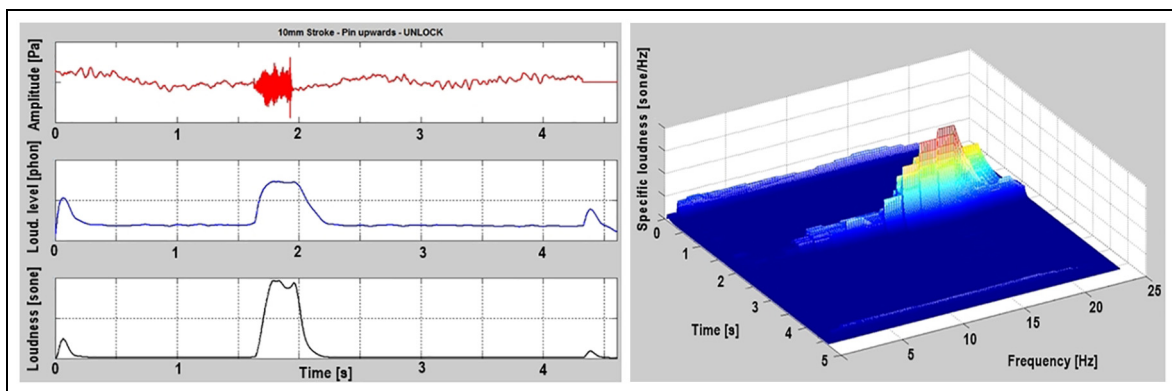 10mm Stroke - Pin upwards - UNLOCK
Amplitude [Pa]
0 1 2 3 4
Loud. level [phon]
0 1 2 3 4
Loudness [sone]
0 1 2 3 4
Time [s]
Specific loudness [sone/Hz]
0 1 2 3 4 5
Time [s]
5 10 15 20 25
Frequency [Hz]